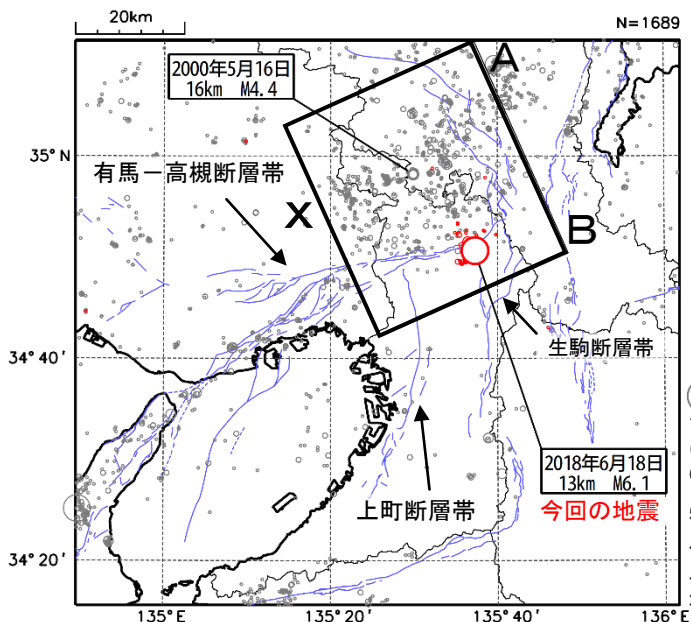 20km
N=1689
A
2000年5月16日
16km M4.4
35°N
有馬－高槻断層帯
X
B
34°40′
生駒断層帯
2018年6月18日
13km M6.1
今回の地震
上町断層帯
34°20′
135°E
135°20′
135°40′
136°